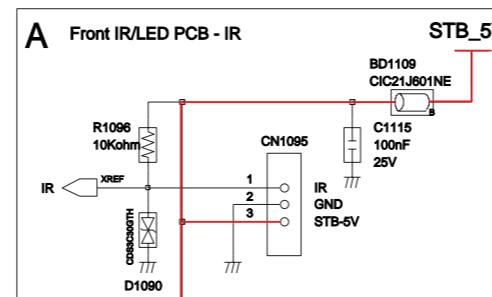 A Front IR/LED PCB - IR
STB_5
BD1109
CIC21J601NE
B
R1096
10Kohm
CN1095
C1115
100nF
25V
IR
XREF
1
IR
2
GND
3
STB-5V
CDS3C30GTH
D1090